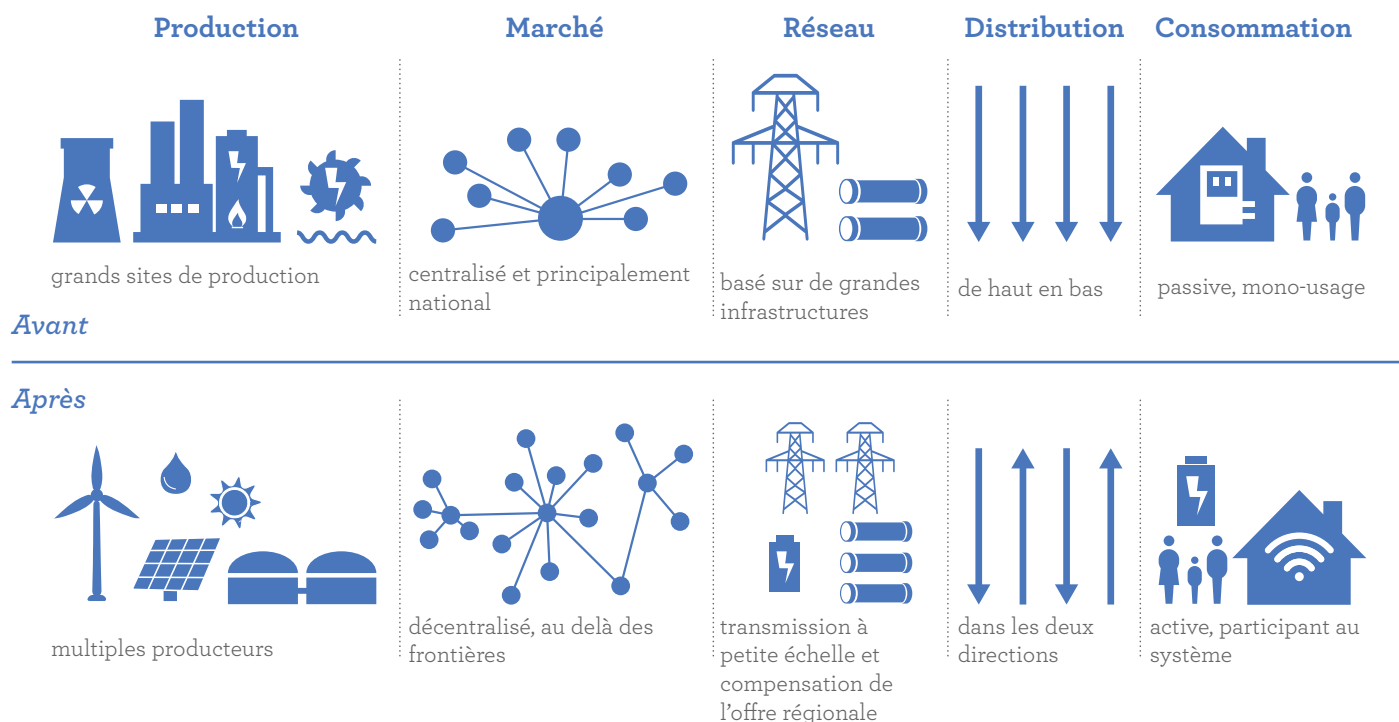 Production
Marché
Réseau
Distribution
Consommation
grands sites de production
centralisé et principalement
national
basé sur de grandes
infrastructures
de haut en bas
passive, mono-usage
Avant
Après
multiples producteurs
décentralisé, au delà des
frontières
transmission à
petite échelle et
compensation de
l'offre régionale
dans les deux
directions
active, participant au
système